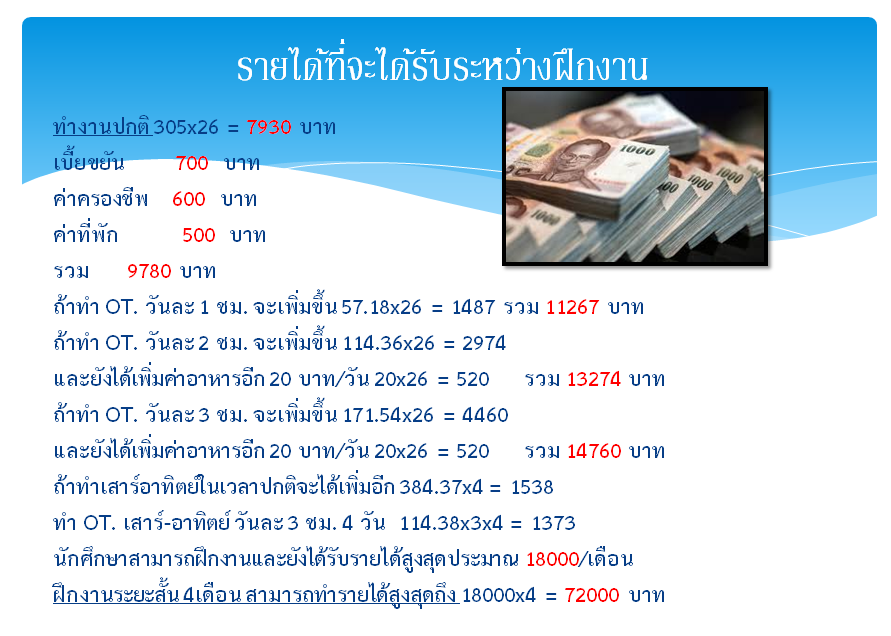 รายได้ที่จะได้รับระหว่างฝึกงาน
ทำงานปกติ 305x26 = 7930 บาท
เบี้ยขยัน 700 บาท
ค่าครองชีพ 600 บาท
ค่าที่พัก 500 บาท
รวม 9780 บาท
ถ้าทำ OT. วันละ 1 ชม. จะเพิ่มขึ้น 57.18x26 = 1487 รวม 11267 บาท
ถ้าทำ OT. วันละ 2 ชม. จะเพิ่มขึ้น 114.36x26 = 2974
และยังได้เพิ่มค่าอาหารอีก 20 บาท/วัน 20x26 = 520 รวม 13274 บาท
ถ้าทำ OT. วันละ 3 ชม. จะเพิ่มขึ้น 171.54x26 = 4460
และยังได้เพิ่มค่าอาหารอีก 20 บาท/วัน 20x26 = 520 รวม 14760 บาท
ถ้าทำเสาร์อาทิตย์ในเวลาปกติจะได้เพิ่มอีก 384.37x4 = 1538
ทำ OT. เสาร์-อาทิตย์ วันละ 3 ชม. 4 วัน 114.38x3x4 = 1373
นักศึกษาสามารถฝึกงานและยังได้รับรายได้สูงสุดประมาณ 18000/เดือน
ฝึกงานระยะสั้น 4เดือน สามารถทำรายได้สูงสุดถึง 18000x4 = 72000 บาท
1000
1000
1000
1000